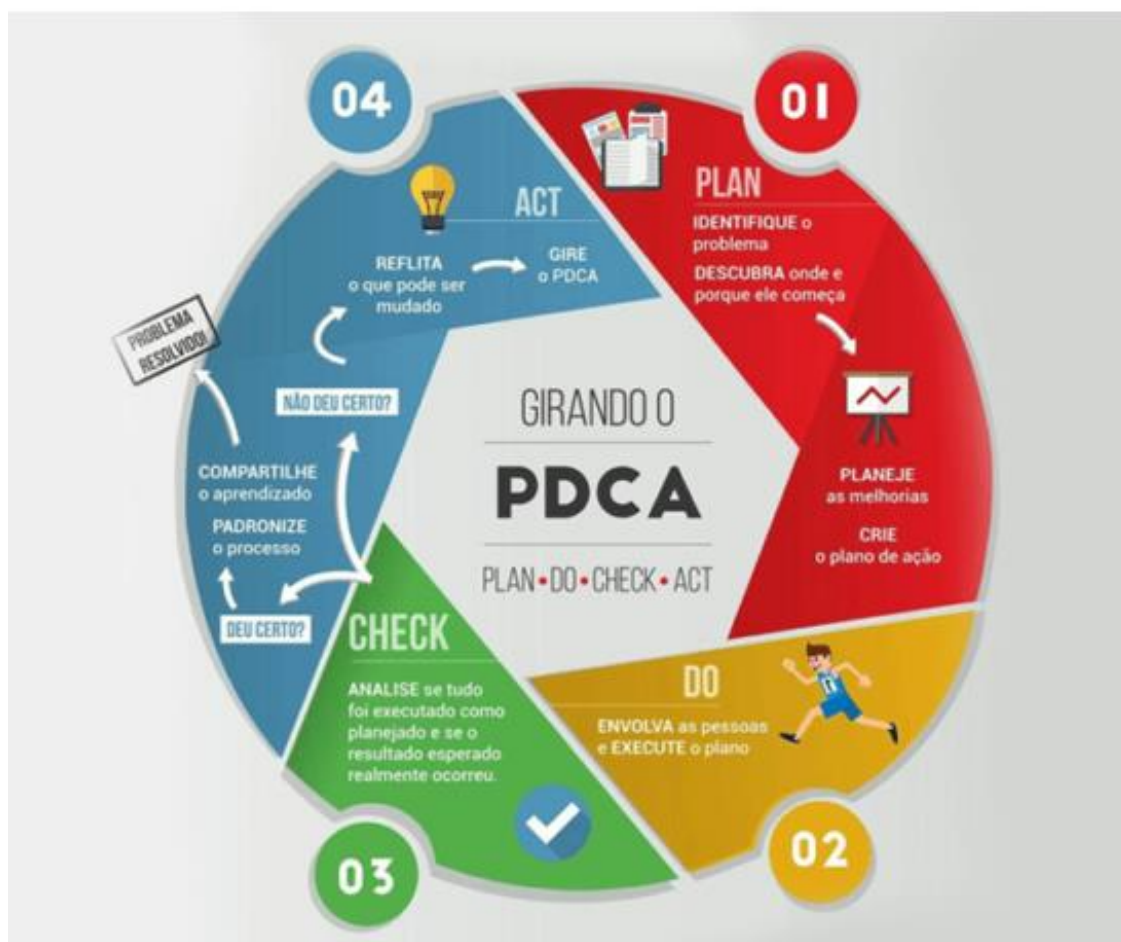 01
PLAN
IDENTIFIQUE o
problema
DESCUBRA onde e
porque ele começa
PLANEJE
as melhorias
CRIE
o plano de ação
02
DO
ENVOLVA as pessoas
e EXECUTE o plano
03
CHECK
ANALISE se tudo
foi executado como
planejado e se o
resultado esperado
realmente ocorreu.
04
ACT
DEU CERTO?
PADRONIZE
o processo
COMPARTILHE
o aprendizado
PROBLEMA
RESOLVIDO!
NÃO DEU CERTO?
REFLITA
o que pode ser
mudado
GIRE
o PDCA
GIRANDO O
PDCA
PLAN•DO•CHECK•ACT